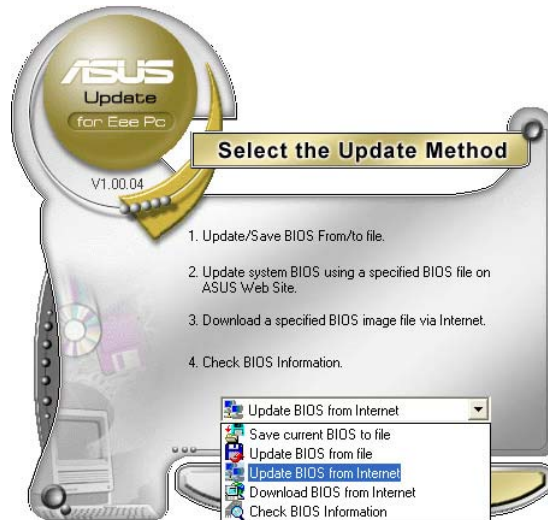 ASUS
Update
for Eee Pc
V1.00.04
Select the Update Method
1. Update/Save BIOS From/to file.
2. Update system BIOS using a specified BIOS file on
ASUS Web Site.
3. Download a specified BIOS image file via Internet.
4. Check BIOS Information.
Update BIOS from Internet
Save current BIOS to file
Update BIOS from file
Update BIOS from Internet
Download BIOS from Internet
Check BIOS Information